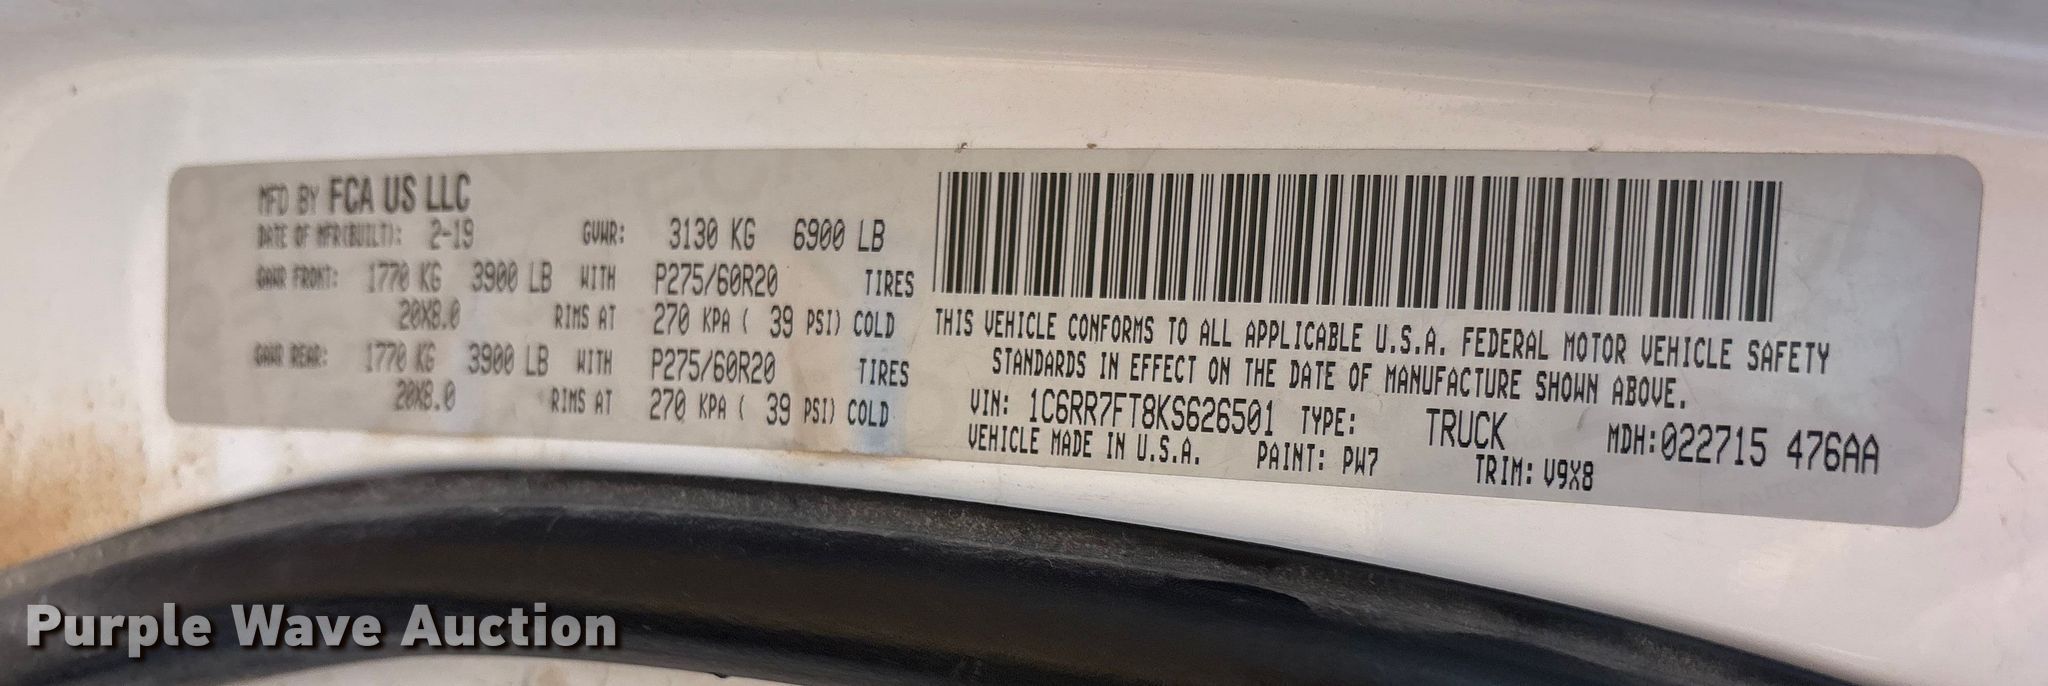 MFD BY FCA US LLC
DATE OF MFR(BUILT): 2-19 GVWR: 3130 KG 6900 LB
GAWR FRONT: 1770 KG 3900 LB WITH P275/60R20 TIRES
20X8.0 RIMS AT 270 KPA ( 39 PSI) COLD
GAWR REAR: 1770 KG 3900 LB WITH P275/60R20 TIRES
20X8.0 RIMS AT 270 KPA ( 39 PSI) COLD
THIS VEHICLE CONFORMS TO ALL APPLICABLE U.S.A. FEDERAL MOTOR VEHICLE SAFETY
STANDARDS IN EFFECT ON THE DATE OF MANUFACTURE SHOWN ABOVE.
VIN: 1C6RR7FT8KS626501 TYPE: TRUCK MDH:022715 476AA
VEHICLE MADE IN U.S.A. PAINT: PW7 TRIM: V9X8
Purple Wave Auction